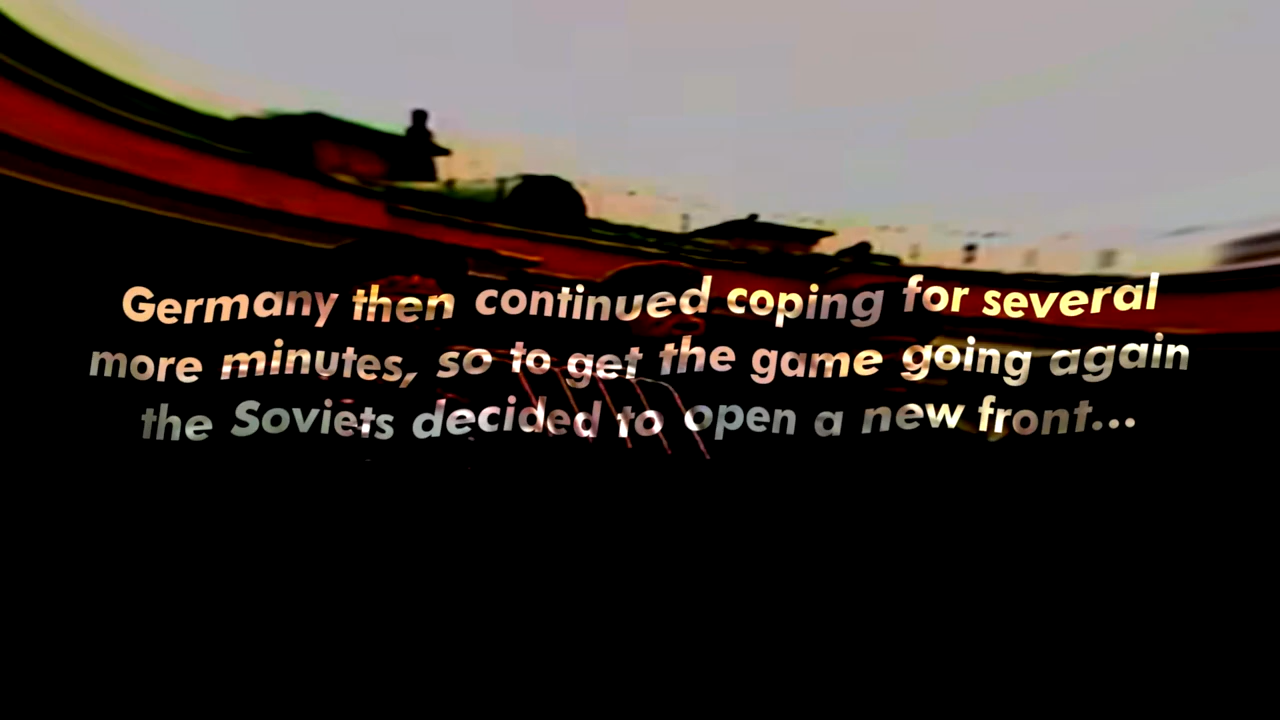 Germany then continued coping for several
more minutes, so to get the game going again
the Soviets decided to open a new front...